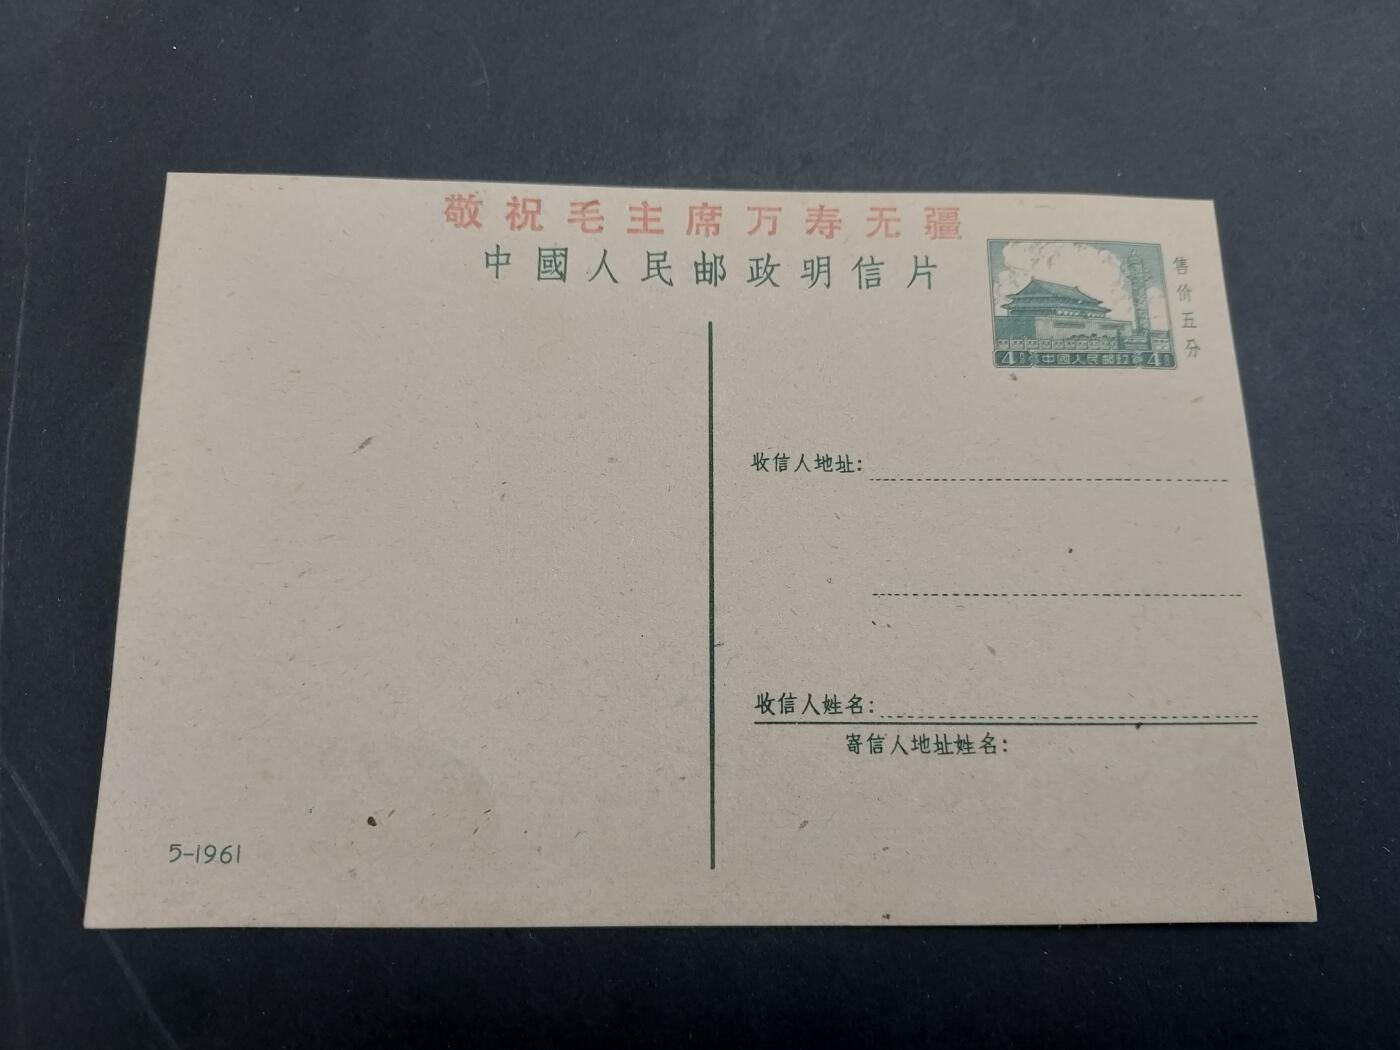 敬祝毛主席万寿无疆
中國人民邮政明信片
售价五分
4 中國人民邮政 4
收信人地址:
收信人姓名:
寄信人地址姓名:
5-1961